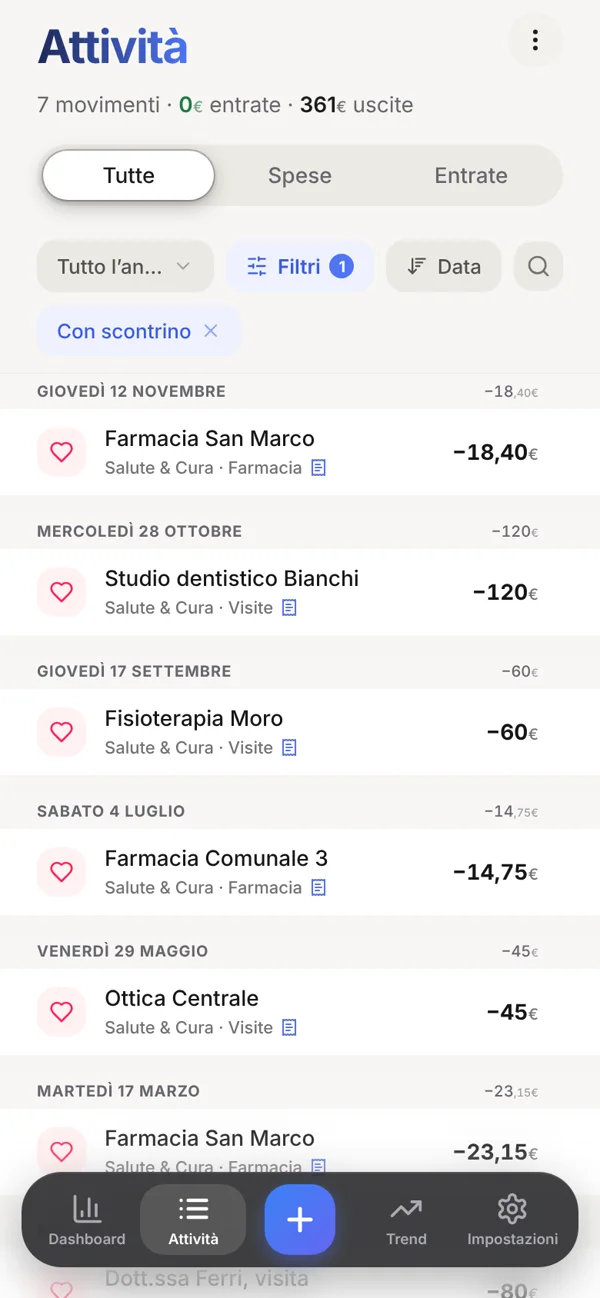 Attività
7 movimenti · 0€ entrate · 361€ uscite
Tutte Spese Entrate
Tutto l'an... Filtri 1 Data
Con scontrino
GIOVEDÌ 12 NOVEMBRE −18,40€
Farmacia San Marco
Salute & Cura · Farmacia
−18,40€
MERCOLEDÌ 28 OTTOBRE −120€
Studio dentistico Bianchi
Salute & Cura · Visite
−120€
GIOVEDÌ 17 SETTEMBRE −60€
Fisioterapia Moro
Salute & Cura · Visite
−60€
SABATO 4 LUGLIO −14,75€
Farmacia Comunale 3
Salute & Cura · Farmacia
−14,75€
VENERDÌ 29 MAGGIO −45€
Ottica Centrale
Salute & Cura · Visite
−45€
MARTEDÌ 17 MARZO −23,15€
Farmacia San Marco
Salute & Cura · Farmacia
−23,15€
Dashboard Attività Trend Impostazioni
Dott.ssa Ferri, visita
−80€